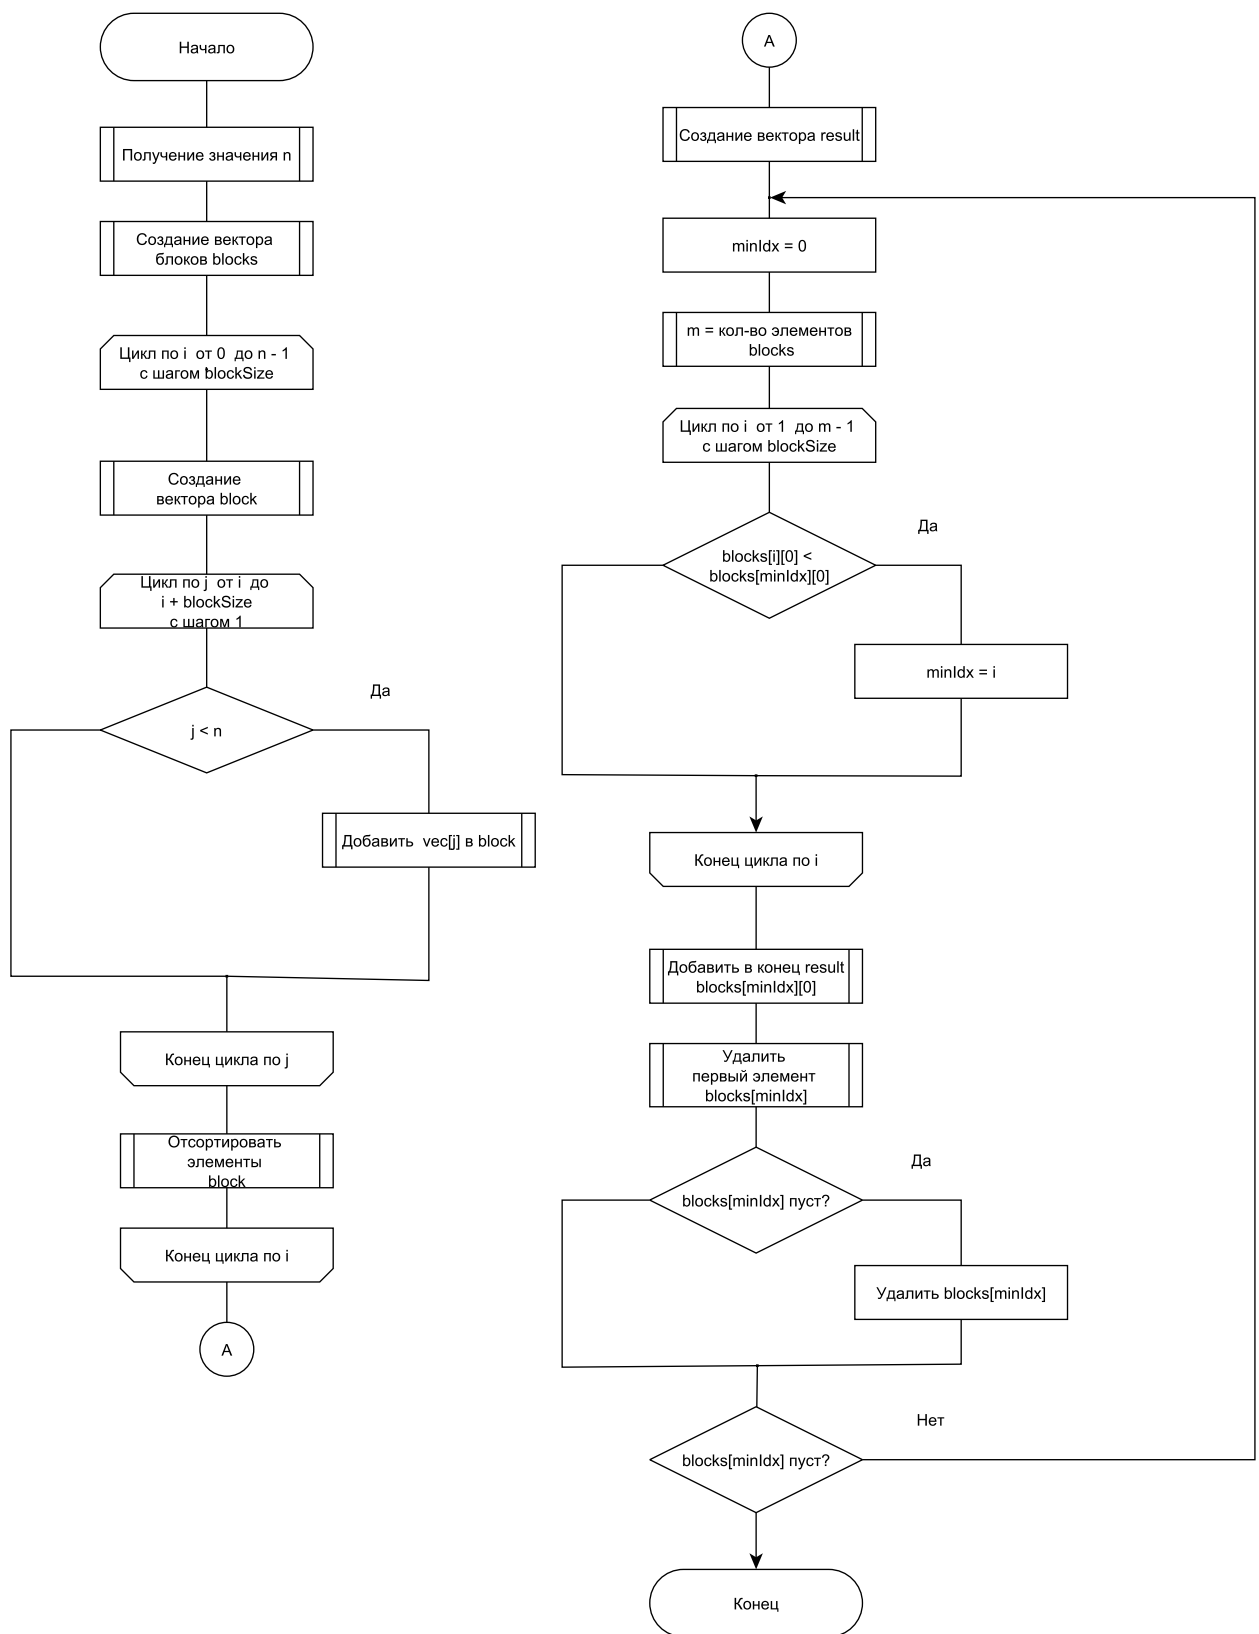 Начало
Получение значения n
Создание вектора
блоков blocks
Цикл по i от 0 до n - 1
с шагом blockSize
Создание
вектора block
Цикл по j от i до
i + blockSize
с шагом 1
Да
j < n
Добавить vec[j] в block
Конец цикла по j
Отсортировать
элементы
block
Конец цикла по i
A
A
Создание вектора result
minIdx = 0
m = кол-во элементов
blocks
Цикл по i от 1 до m - 1
с шагом blockSize
Да
blocks[i][0] <
blocks[minIdx][0]
minIdx = i
Конец цикла по i
Добавить в конец result
blocks[minIdx][0]
Удалить
первый элемент
blocks[minIdx]
Да
blocks[minIdx] пуст?
Удалить blocks[minIdx]
Нет
blocks[minIdx] пуст?
Конец